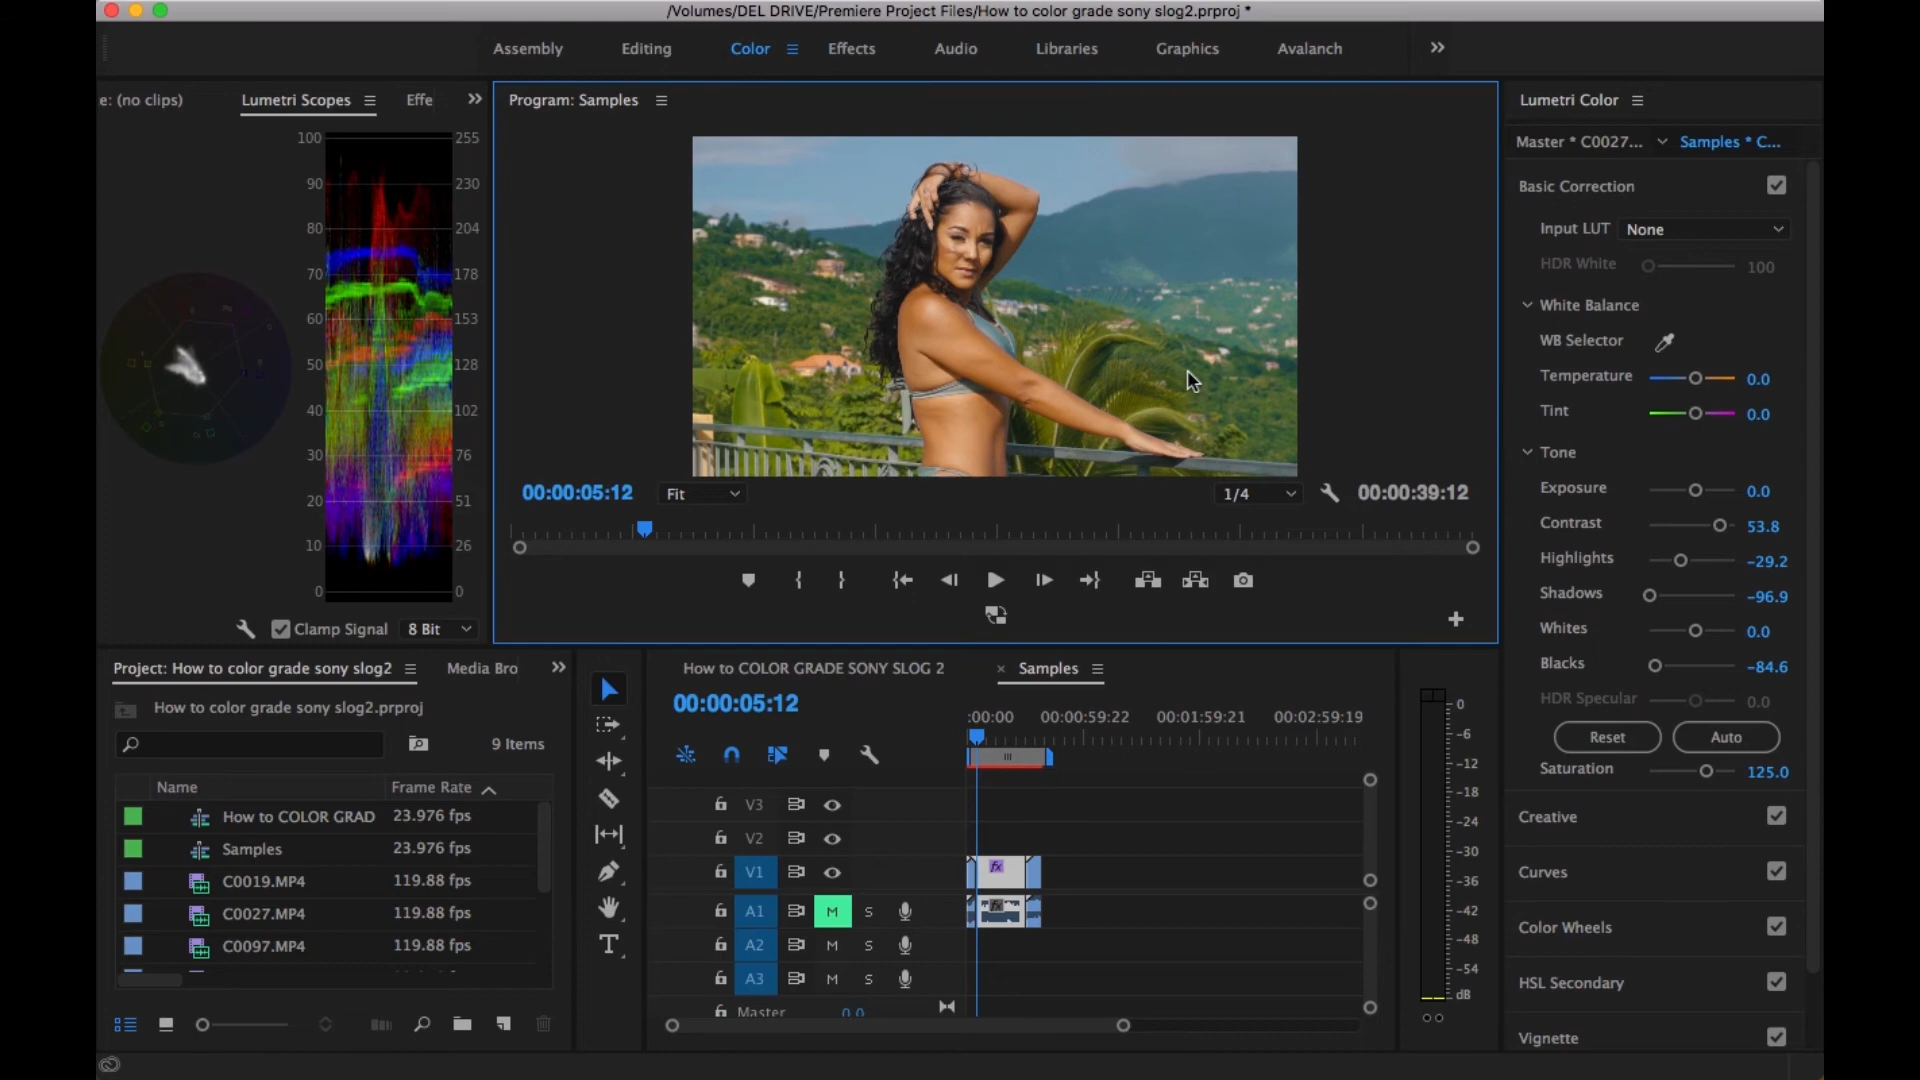 /Volumes/DEL DRIVE/Premiere Project Files/How to color grade sony slog2.prproj *
Assembly Editing Color Effects Audio Libraries Graphics Avalanch
e: (no clips) Lumetri Scopes Effe
100 255
90 230
80 204
70 178
60 153
50 128
40 102
30 76
20 51
10 26
0 0
Clamp Signal 8 Bit
Program: Samples
00:00:05:12 Fit 1/4 00:00:39:12
Lumetri Color
Master * C0027... Samples * C...
Basic Correction
Input LUT None
HDR White 100
White Balance
WB Selector
Temperature 0.0
Tint 0.0
Tone
Exposure 0.0
Contrast 53.8
Highlights -29.2
Shadows -96.9
Whites 0.0
Blacks -84.6
HDR Specular 0.0
Reset Auto
Saturation 125.0
Creative
Curves
Color Wheels
HSL Secondary
Vignette
Project: How to color grade sony slog2 Media Bro
How to color grade sony slog2.prproj
9 Items
Name Frame Rate
How to COLOR GRAD 23.976 fps
Samples 23.976 fps
C0019.MP4 119.88 fps
C0027.MP4 119.88 fps
C0097.MP4 119.88 fps
T
How to COLOR GRADE SONY SLOG 2 × Samples
00:00:05:12
:00:00 00:00:59:22 00:01:59:21 00:02:59:19
V3
V2
V1 fx
A1 M S fx
A2 M S
A3 M S
Master 0.0
0
-6
-12
-18
-24
-30
-36
-42
-48
-54
dB